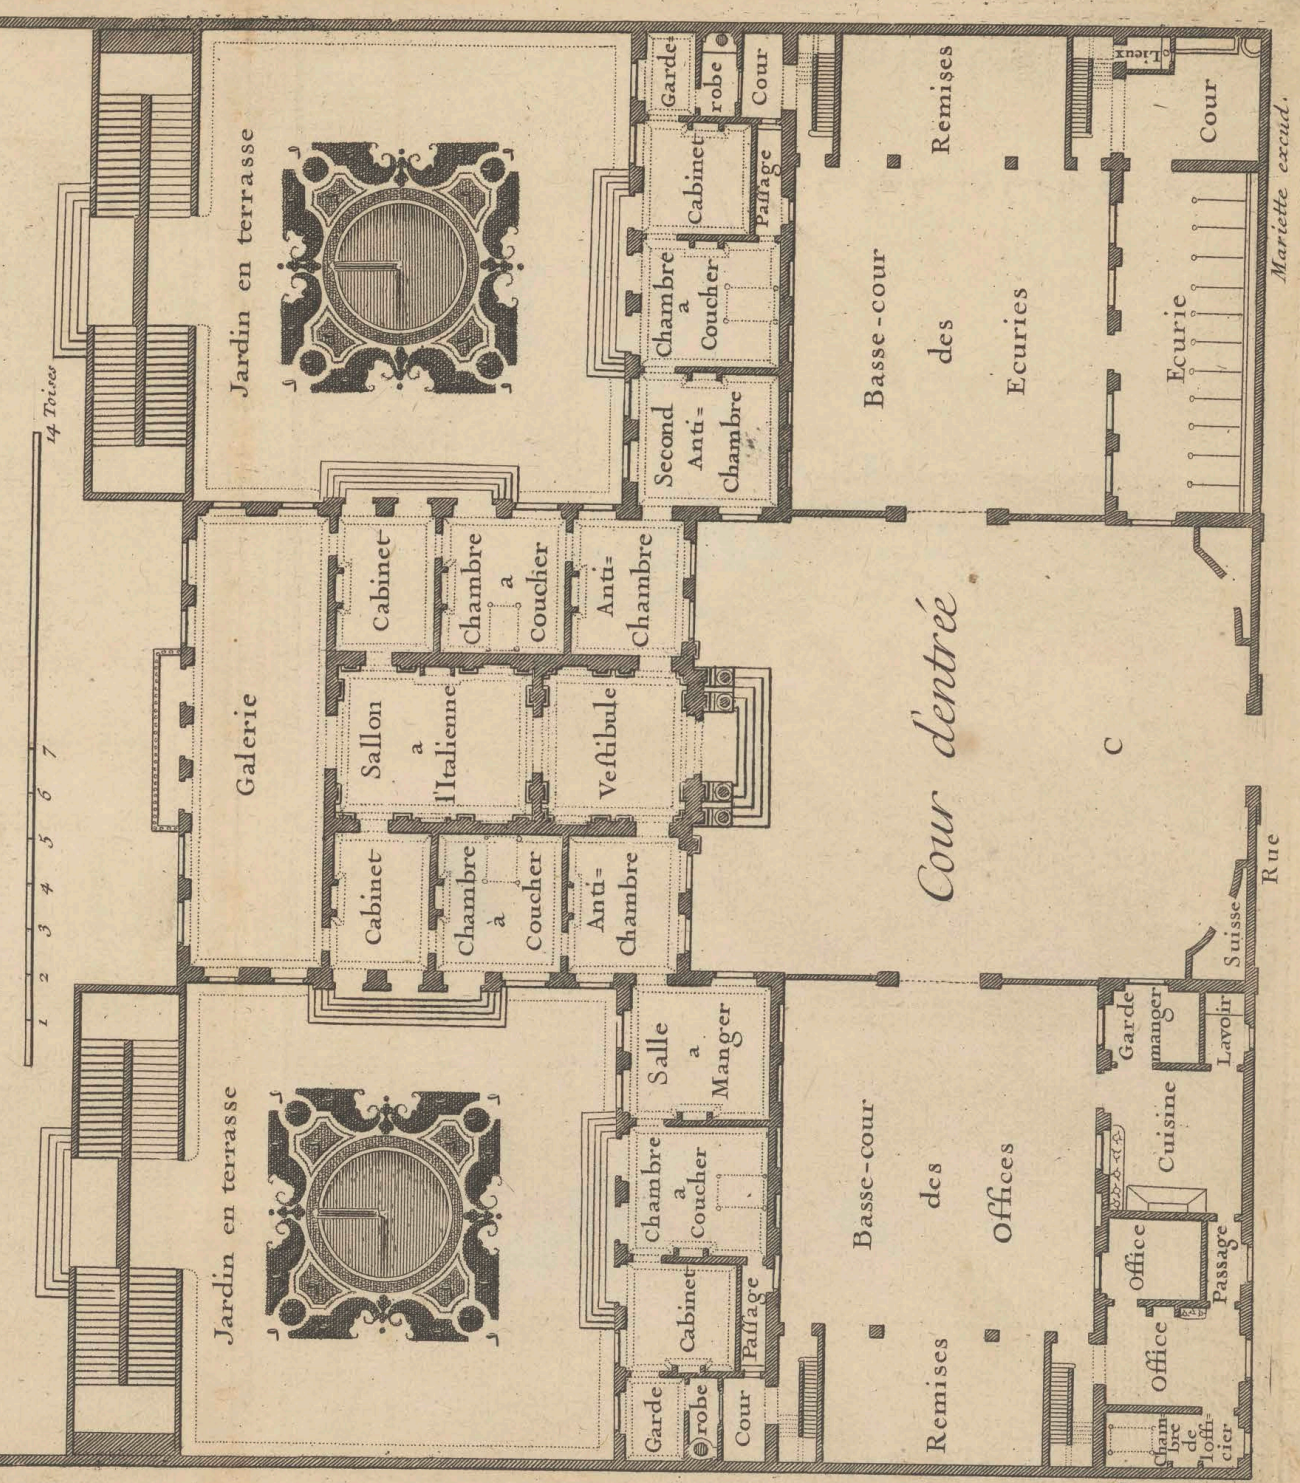 14 Toises
7
6
5
4
3
2
1
Jardin en terrasse
Garde=
robe
Cour
Cabinet
Paſſage
Chambre
a
Coucher
Second
Anti=
Chambre
Remises
Basse-cour
des
Ecuries
Lieux
Cour
Ecurie
Mariette excud.
Galerie
Cabinet
Chambre
a
Coucher
Anti=
Chambre
Sallon
a
l'Italienne
Veſtibule
Cabinet
Chambre
à
Coucher
Anti=
Chambre
Cour d'entrée
C
Suisse
Rue
Jardin en terrasse
Salle
a
Manger
Chambre
a
Coucher
Cabinet
Paſſage
Garde
robe
Cour
Basse-cour
des
Offices
Remises
Garde
manger
Lavoir
Cuisine
Office
Passage
Office
Cham=
bre
de
l'offi=
cier